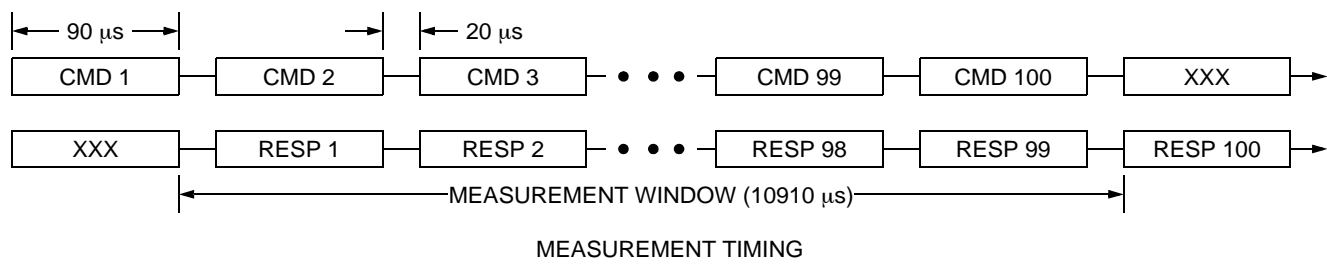 90 μs 20 μs
CMD 1 CMD 2 CMD 3 • • • CMD 99 CMD 100 XXX
XXX RESP 1 RESP 2 • • • RESP 98 RESP 99 RESP 100
MEASUREMENT WINDOW (10910 μs)
MEASUREMENT TIMING